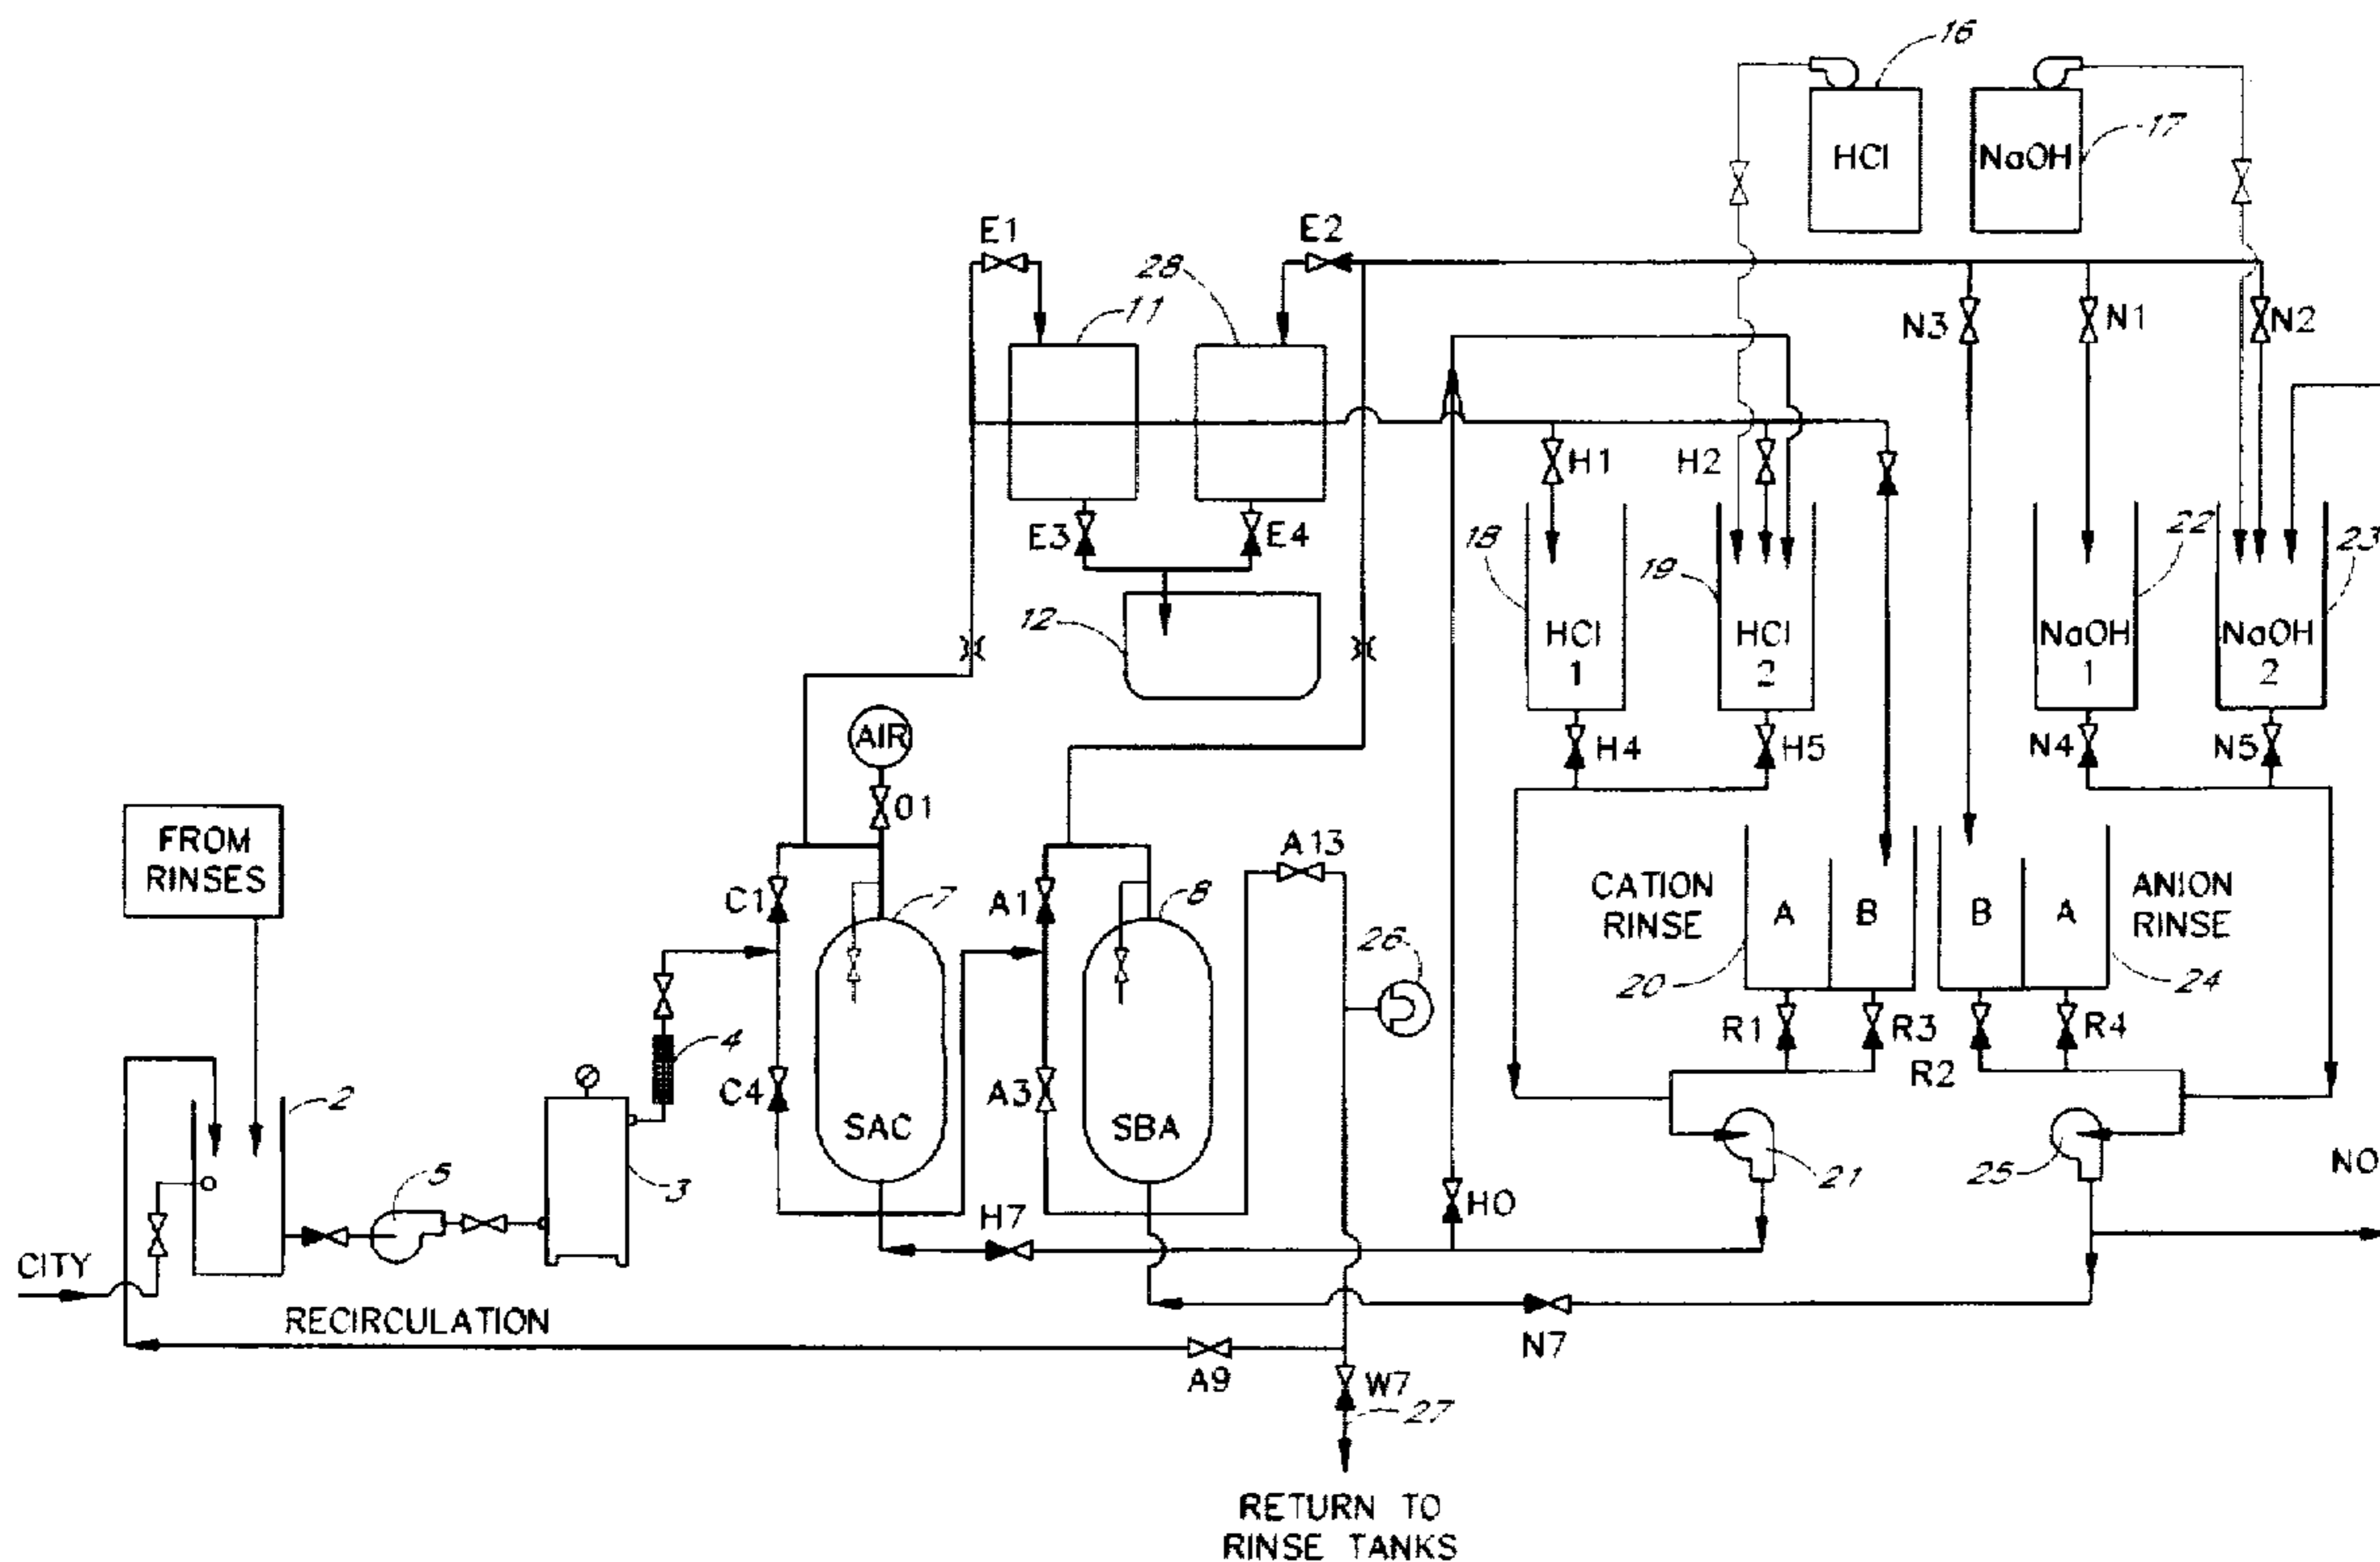 16
HCl
NaOH
17
E1
E2
28
11
N3
N1
N2
H1
H2
E3
E4
18
19
22
23
12
HCl
1
HCl
2
NaOH
1
NaOH
2
AIR
H4
H5
N4
N5
01
FROM
RINSES
A13
C1
7
A1
8
CATION
RINSE
A
B
B
A
ANION
RINSE
26
20
24
4
R1
R3
R2
R4
C4
A3
2
SAC
SBA
3
5
21
25
NO
H7
H0
CITY
RECIRCULATION
N7
A9
W7
27
RETURN TO
RINSE TANKS